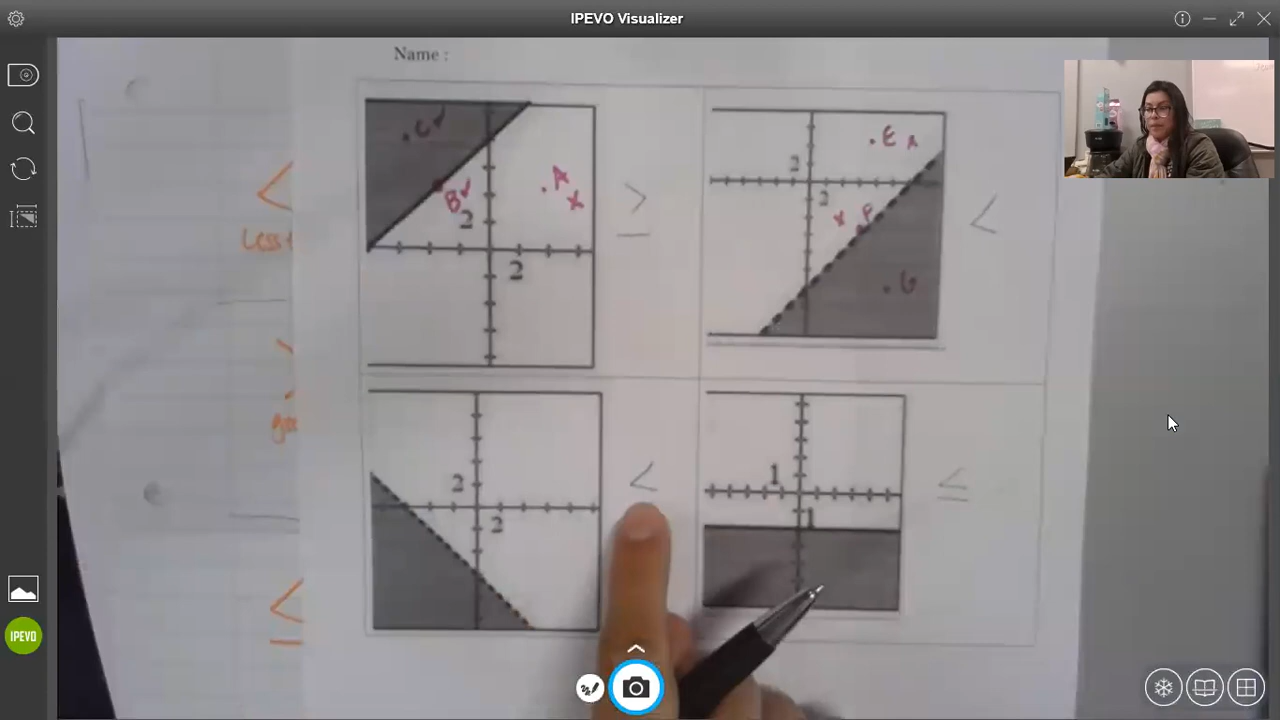 IPEVO Visualizer
Name :
C ✓
A
x
B ✓
2
2
≥
E x
2
2
x F
G
<
<
Less
2
2
<
1
1
≤
≤
IPEVO